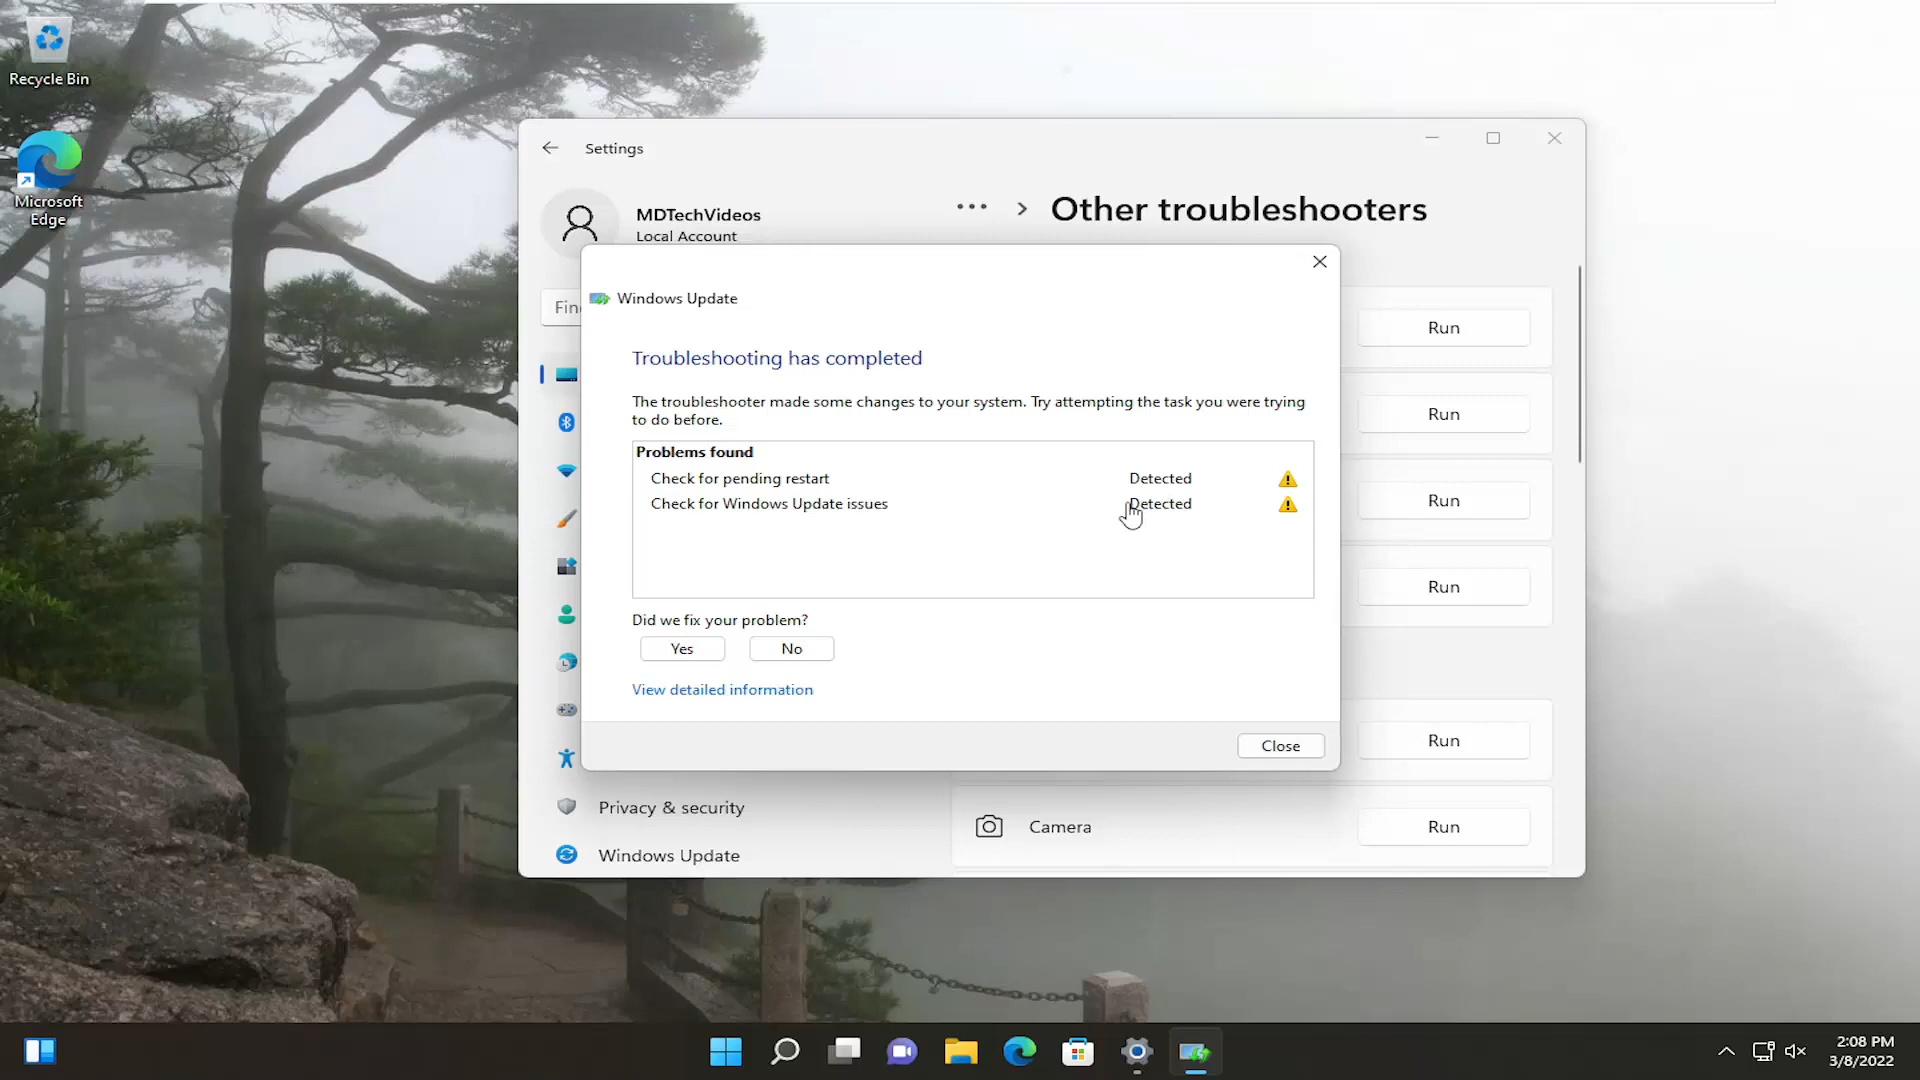 Recycle Bin
Microsoft
Edge
Settings
MDTechVideos
Local Account
Other troubleshooters
Fin
Windows Update
Troubleshooting has completed
The troubleshooter made some changes to your system. Try attempting the task you were trying
to do before.
Problems found
Check for pending restart Detected
Check for Windows Update issues Detected
Did we fix your problem?
Yes No
View detailed information
Close
Run
Run
Run
Run
Run
Privacy & security
Camera Run
Windows Update
2:08 PM
3/8/2022